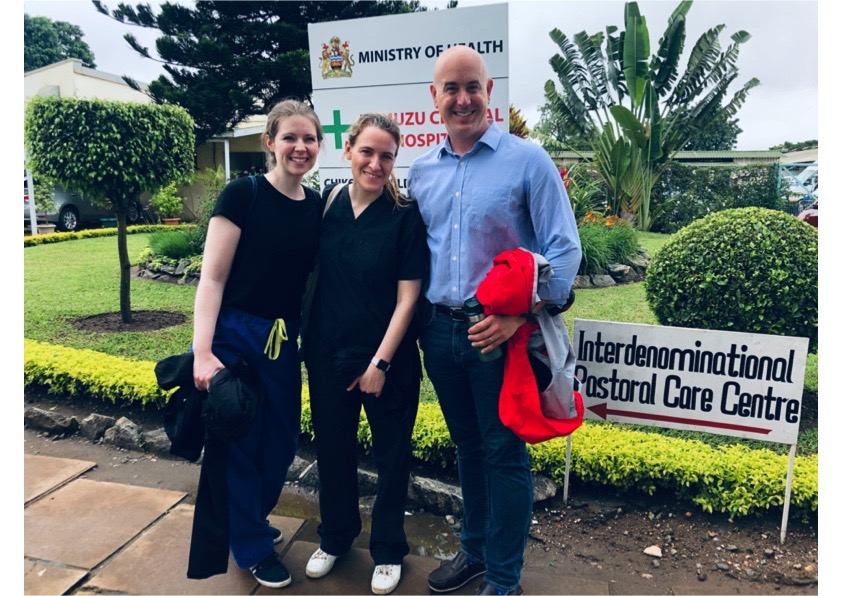 MINISTRY OF HEALTH
Interdenominational
Pastoral Care Centre